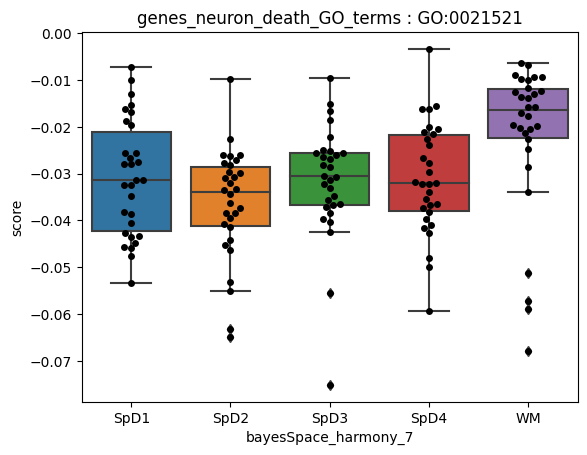 genes_neuron_death_GO_terms : GO:0021521
0.00
−0.01
−0.02
−0.03
−0.04
−0.05
−0.06
−0.07
score
SpD1 SpD2 SpD3 SpD4 WM
bayesSpace_harmony_7